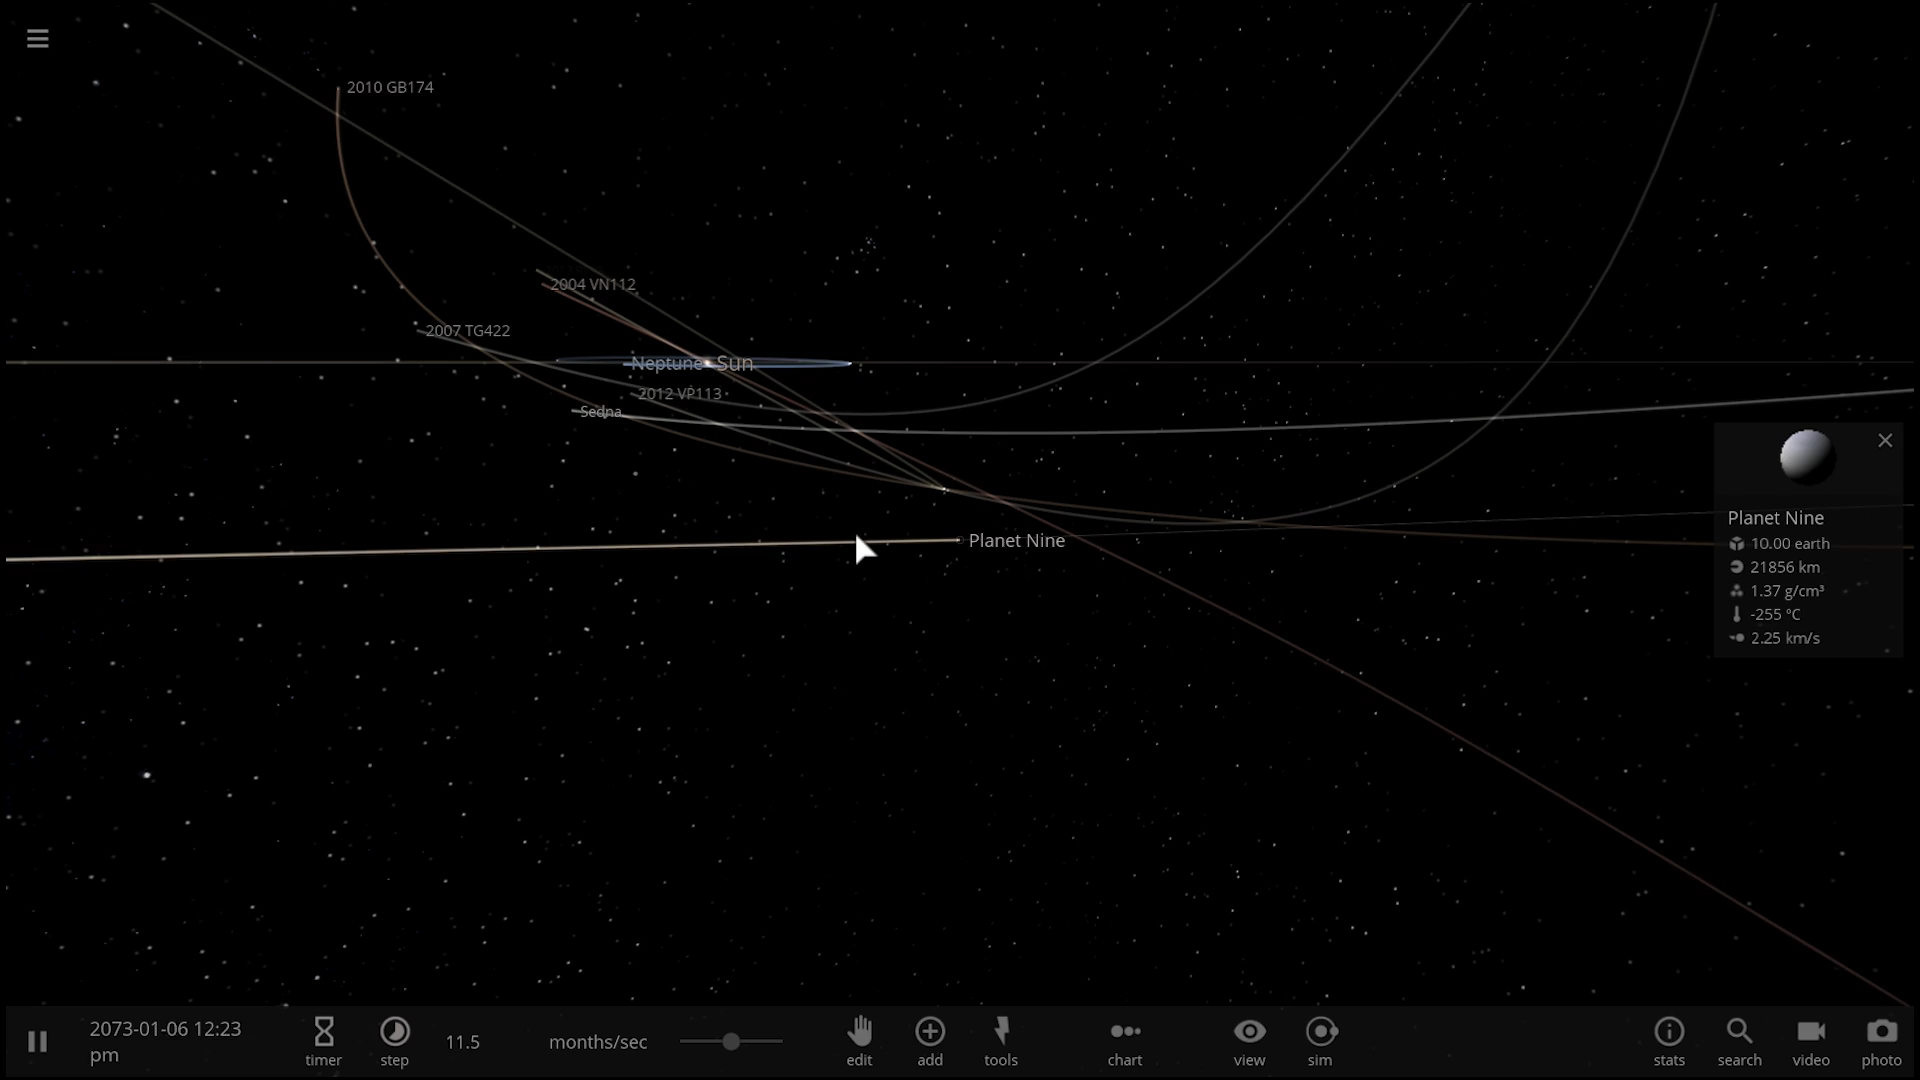 2010 GB174
2004 VN112
2007 TG422
Neptune
Sun
2012 VP113
Sedna
Planet Nine
Planet Nine
10.00 earth
21856 km
1.37 g/cm³
-255 °C
2.25 km/s
2073-01-06 12:23
pm
timer
step
11.5
months/sec
edit
add
tools
chart
view
sim
stats
search
video
photo